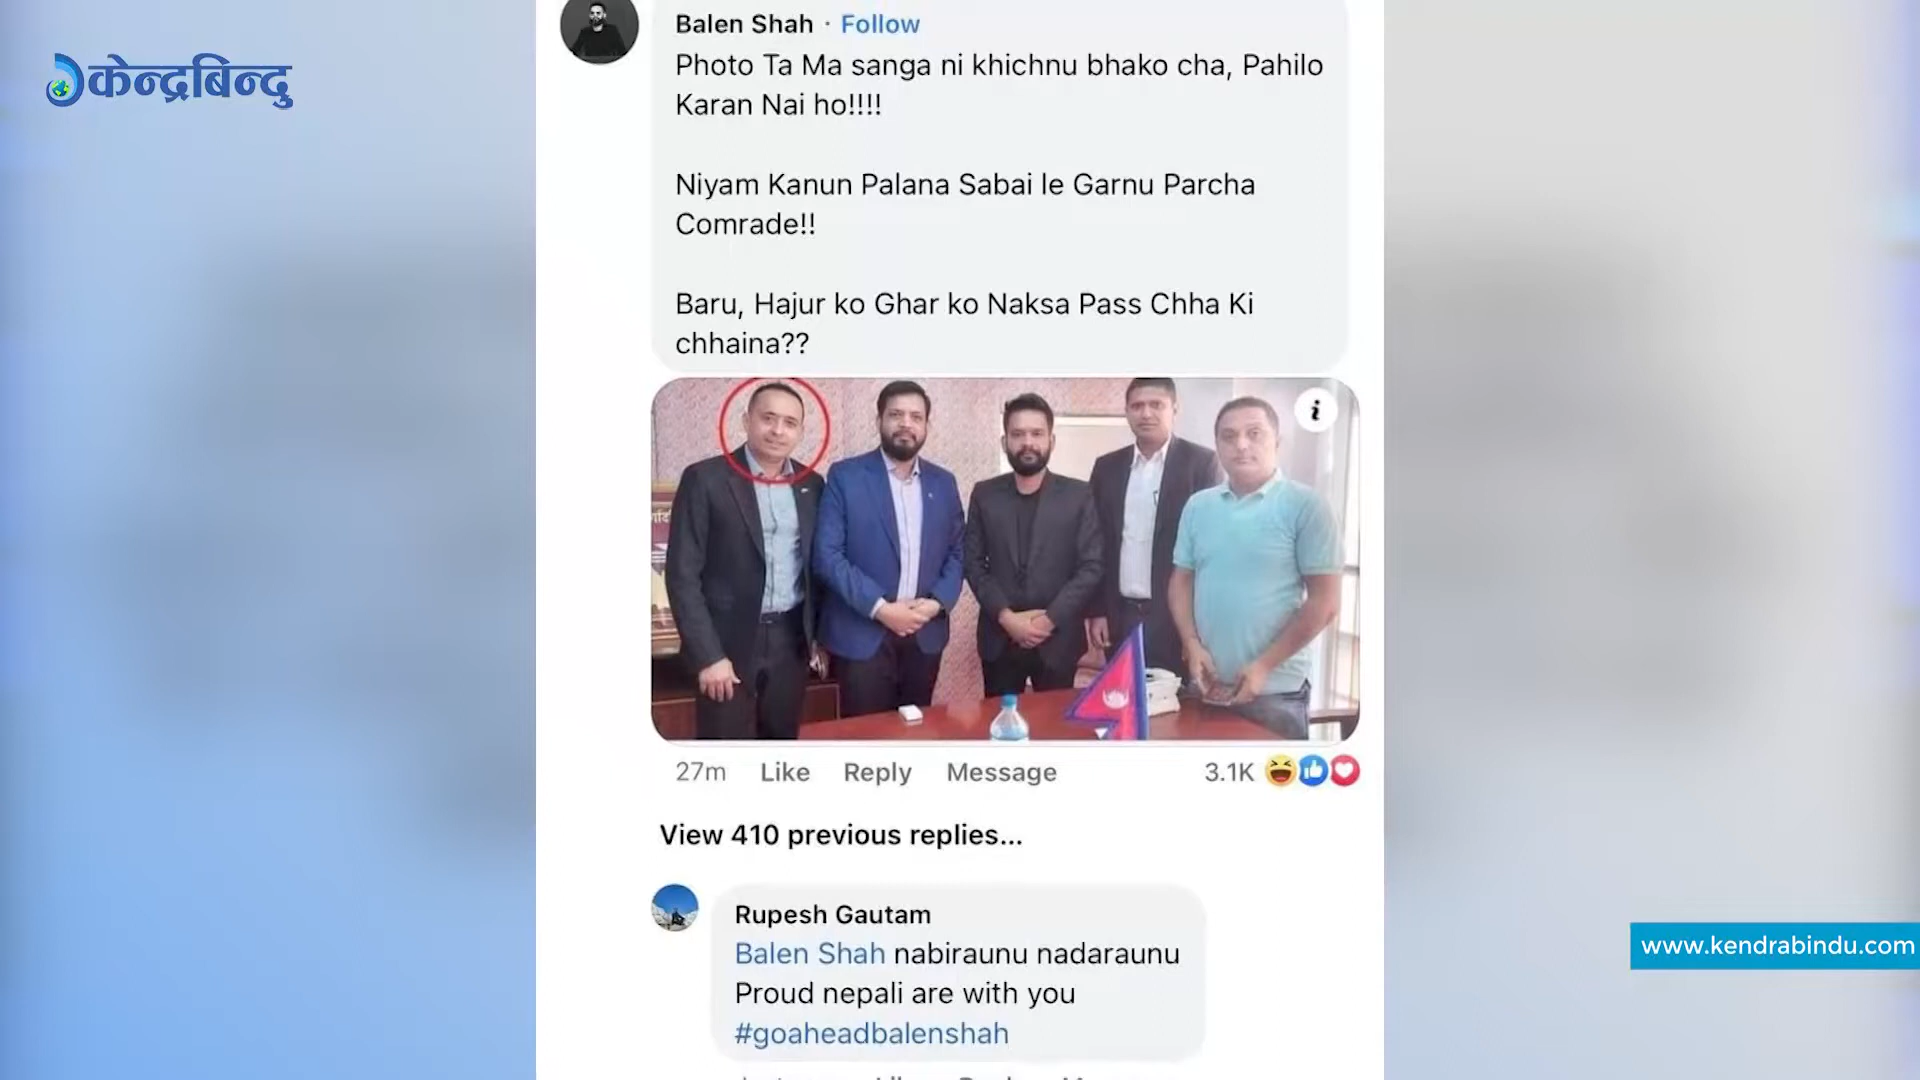 केन्द्रबिन्दु
Balen Shah · Follow
Photo Ta Ma sanga ni khichnu bhako cha, Pahilo
Karan Nai ho!!!!
Niyam Kanun Palana Sabai le Garnu Parcha
Comrade!!
Baru, Hajur ko Ghar ko Naksa Pass Chha Ki
chhaina??
27m Like Reply Message 3.1K
View 410 previous replies...
Rupesh Gautam
Balen Shah nabiraunu nadaraunu
Proud nepali are with you
#goaheadbalenshah
www.kendrabindu.com